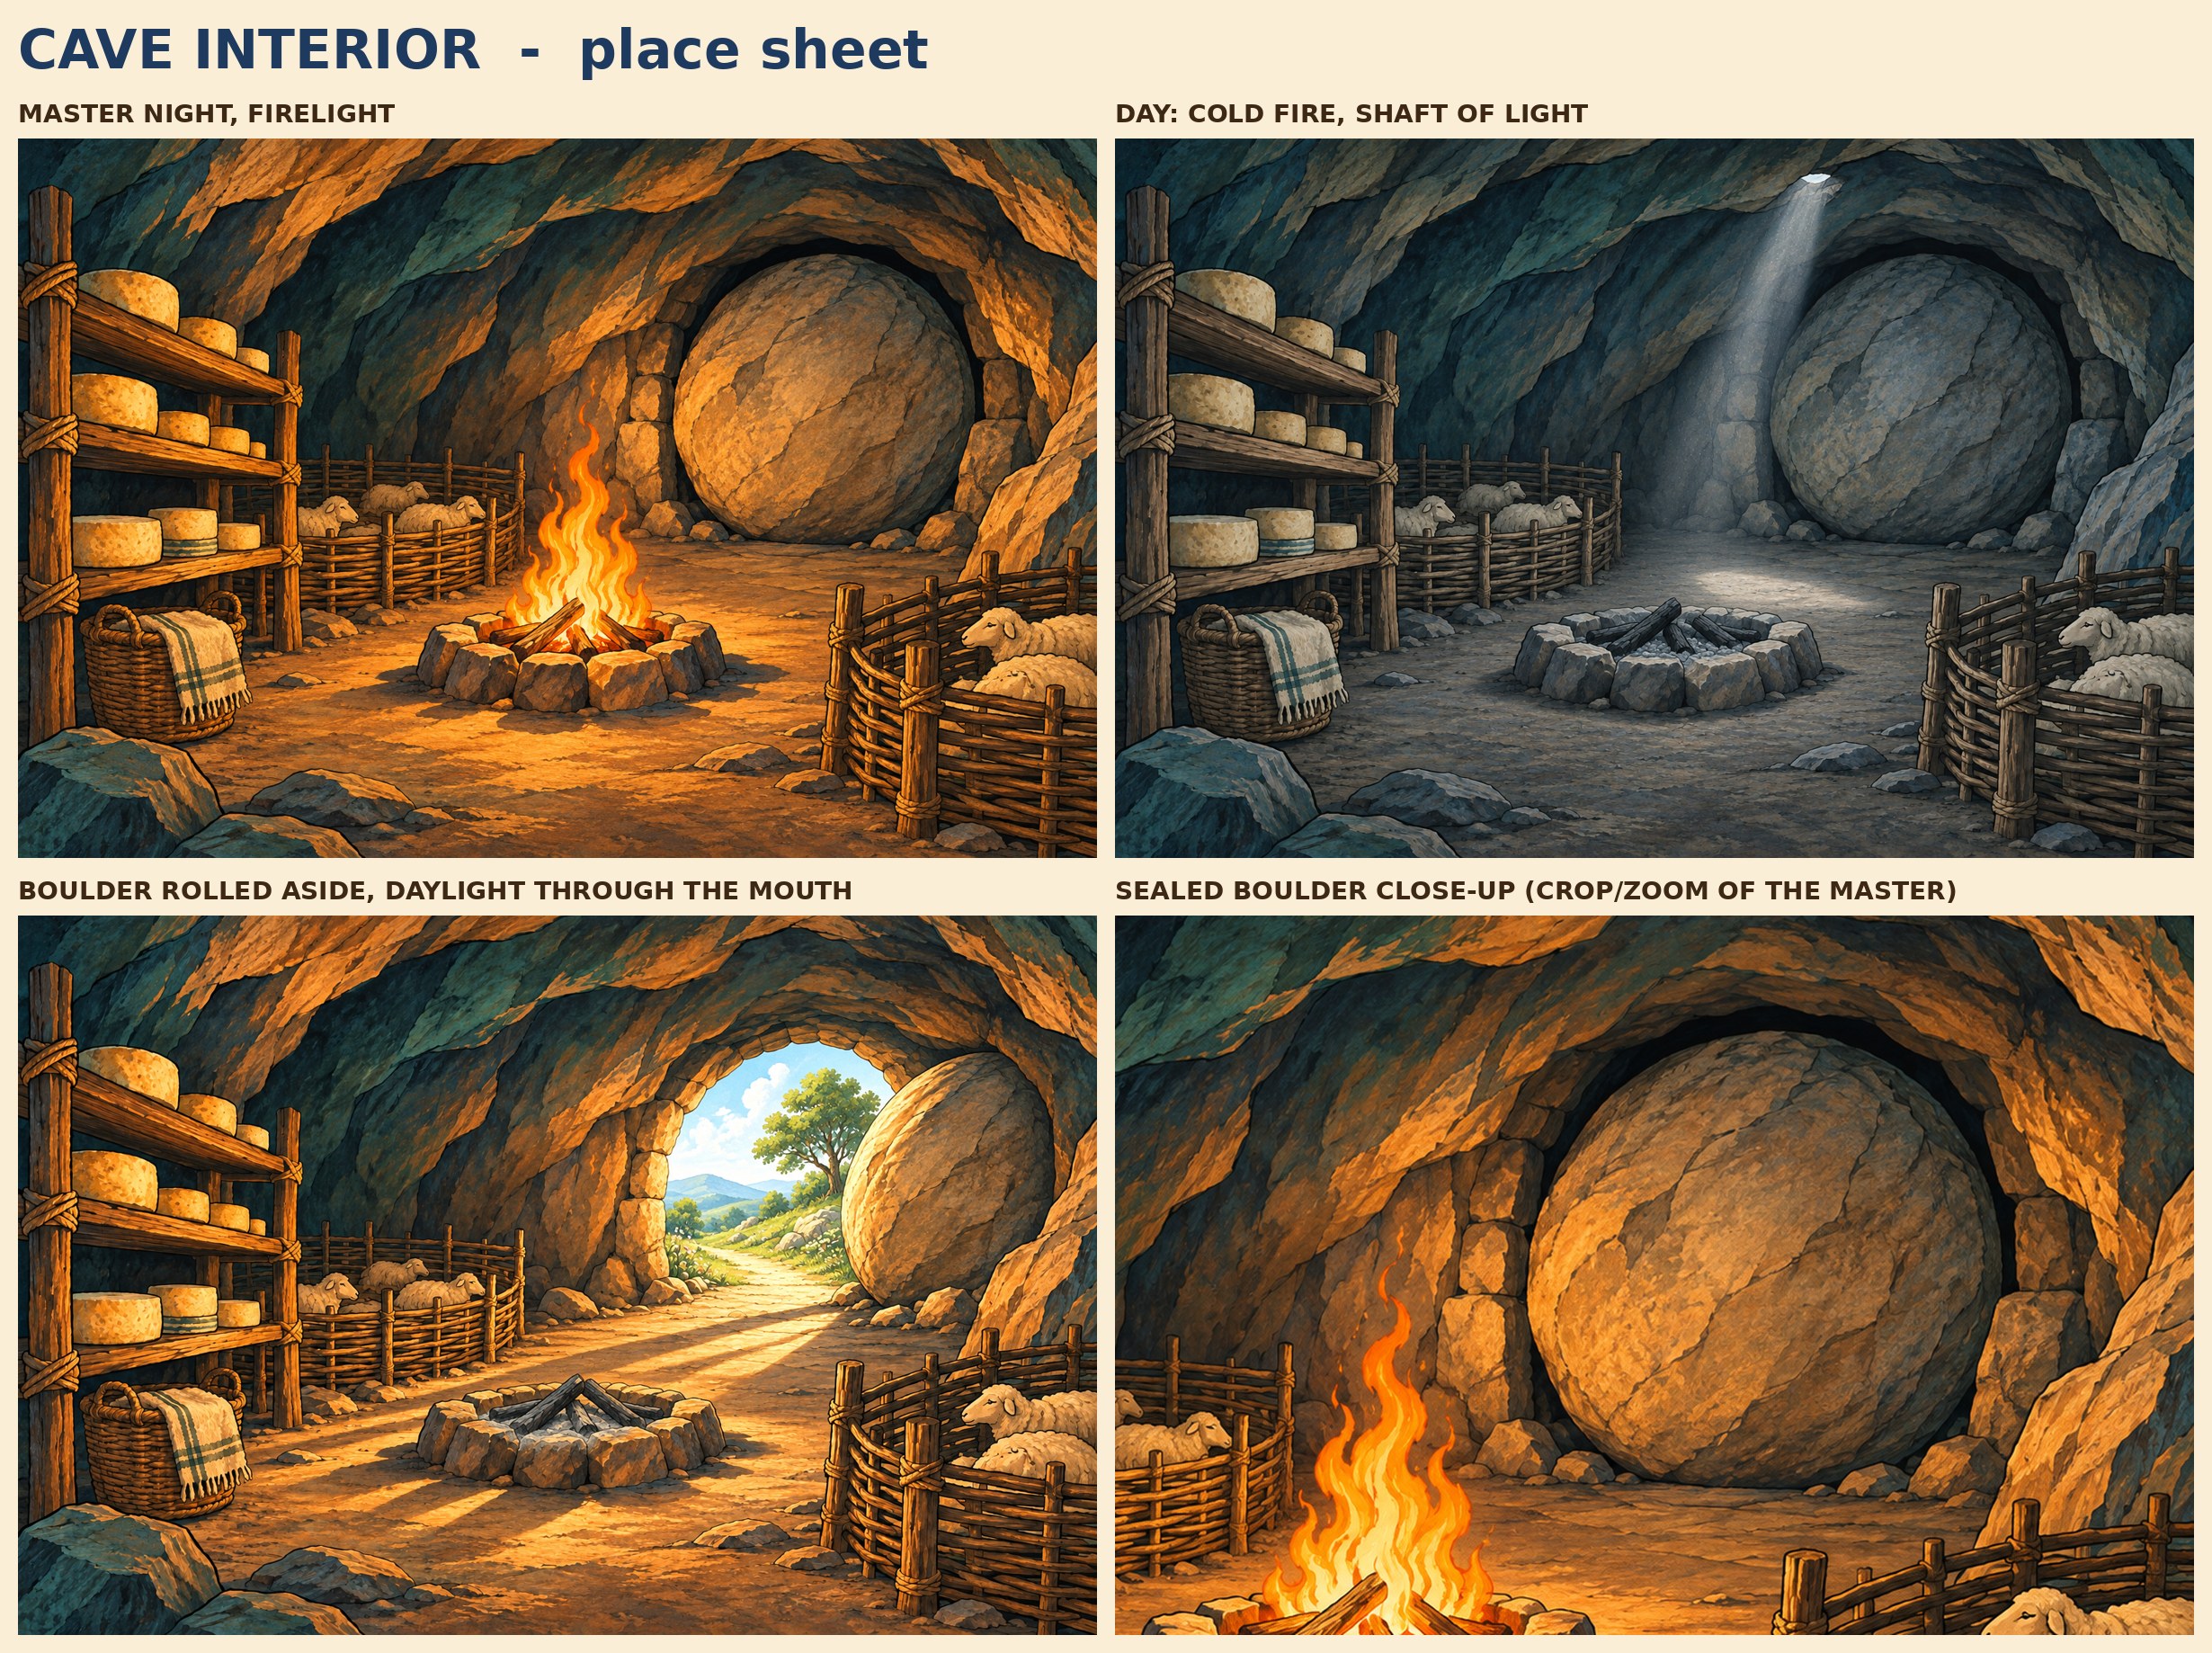 CAVE INTERIOR - place sheet
MASTER NIGHT, FIRELIGHT
DAY: COLD FIRE, SHAFT OF LIGHT
BOULDER ROLLED ASIDE, DAYLIGHT THROUGH THE MOUTH
SEALED BOULDER CLOSE-UP (CROP/ZOOM OF THE MASTER)